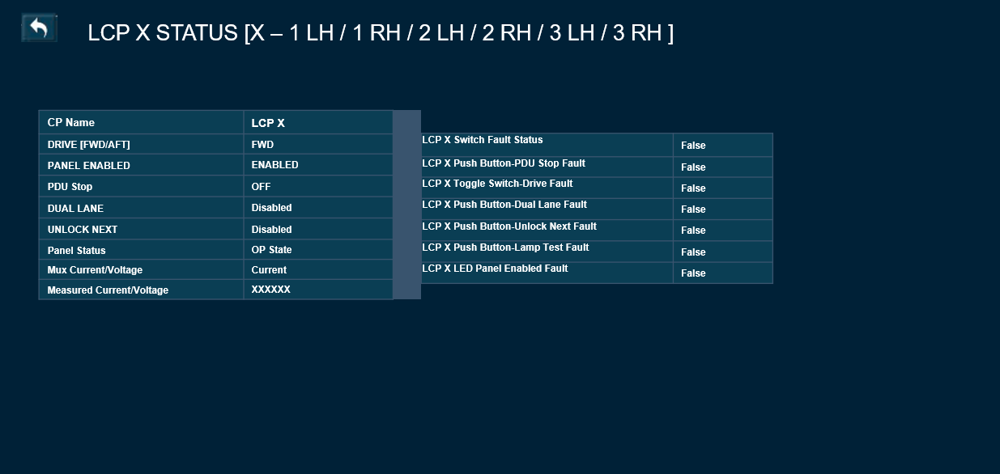 LCP X STATUS [X – 1 LH / 1 RH / 2 LH / 2 RH / 3 LH / 3 RH ]
CP Name LCP X
DRIVE [FWD/AFT] FWD
PANEL ENABLED ENABLED
PDU Stop OFF
DUAL LANE Disabled
UNLOCK NEXT Disabled
Panel Status OP State
Mux Current/Voltage Current
Measured Current/Voltage XXXXXX
LCP X Switch Fault Status False
LCP X Push Button-PDU Stop Fault False
LCP X Toggle Switch-Drive Fault False
LCP X Push Button-Dual Lane Fault False
LCP X Push Button-Unlock Next Fault False
LCP X Push Button-Lamp Test Fault False
LCP X LED Panel Enabled Fault False